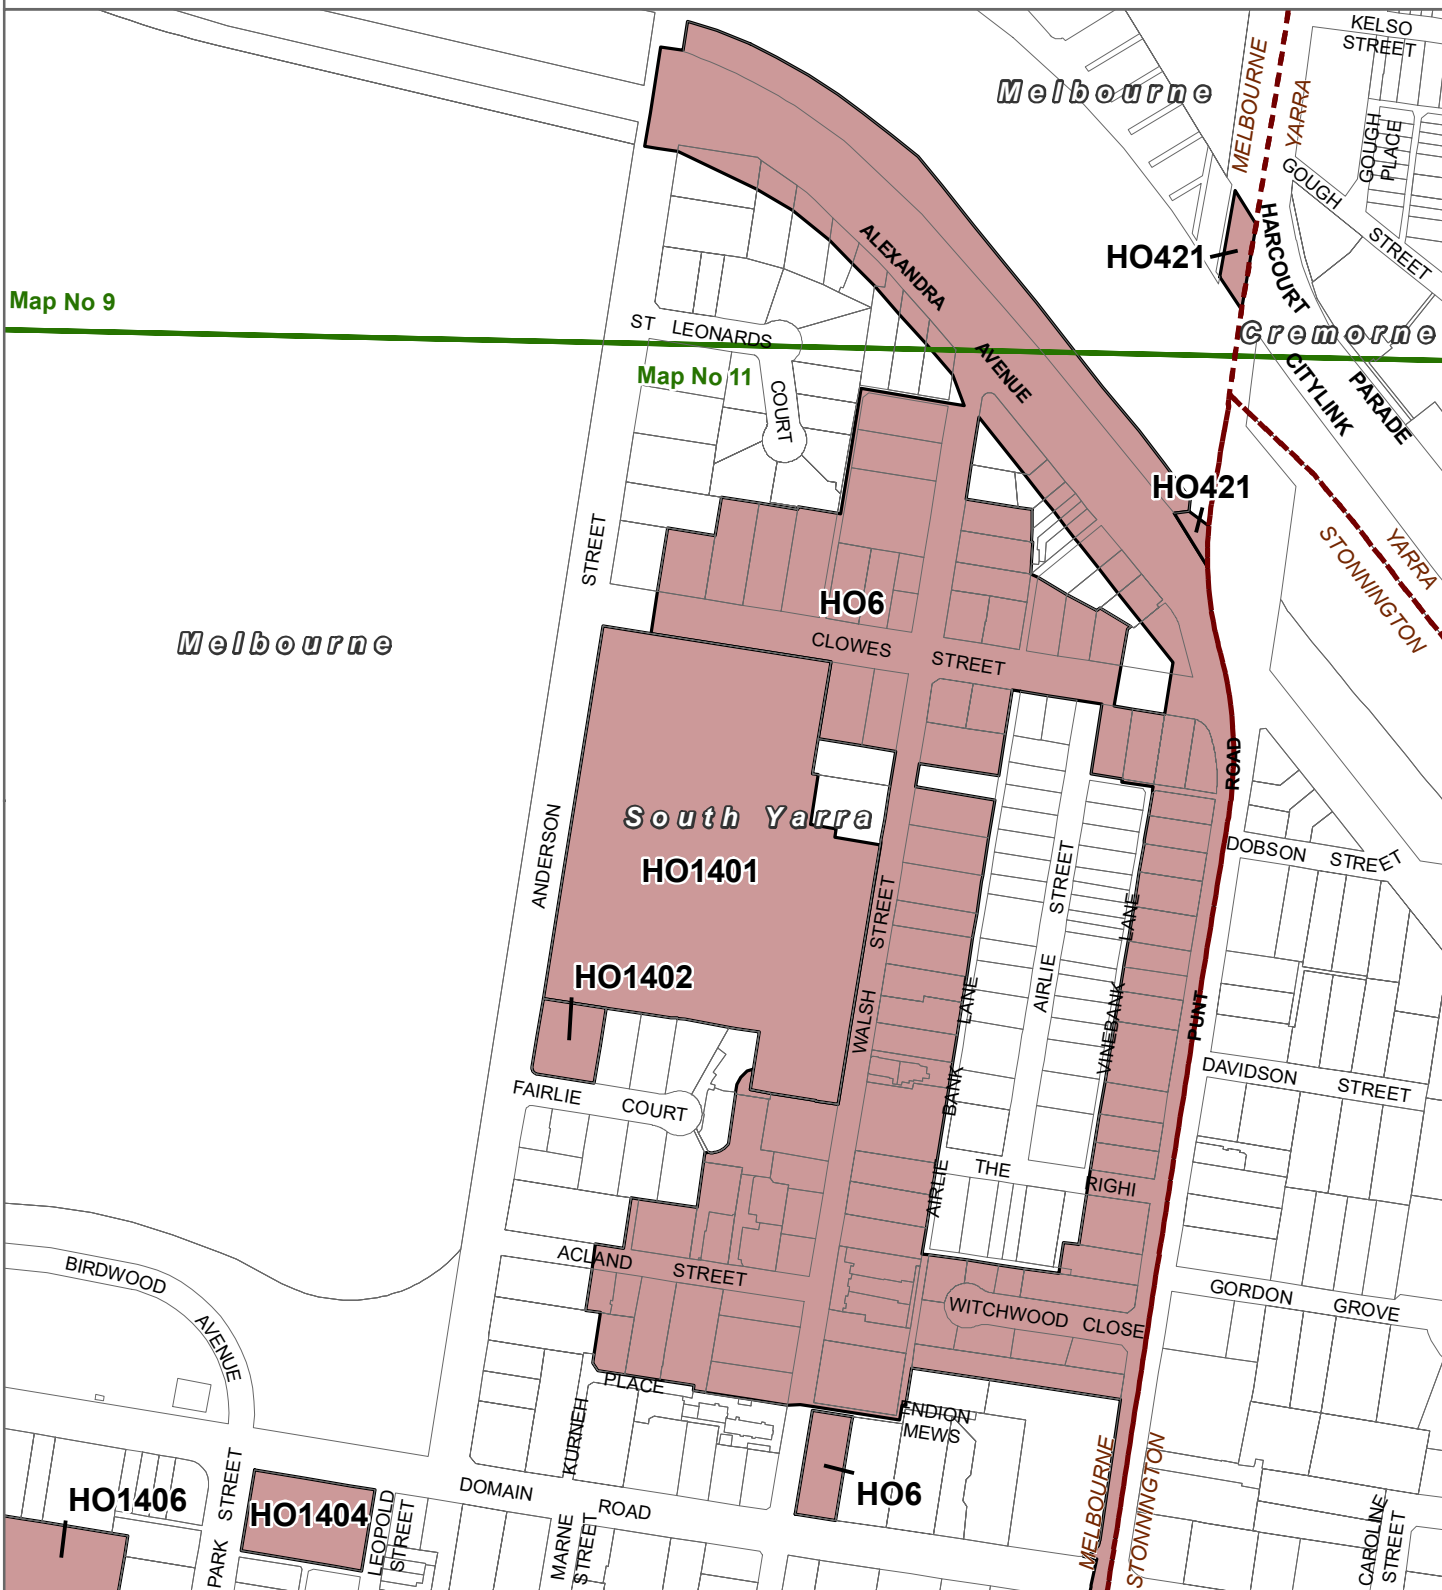 KELSO
STREET
MELBOURNE
YARRA
Melbourne
GOUGH
PLACE
GOUGH
STREET
HARCOURT
PARADE
HO421
ALEXANDRA
AVENUE
Map No 9
ST LEONARDS
COURT
Cremorne
Map No 11
CITYLINK
HO421
YARRA
STONNINGTON
STREET
HO6
Melbourne
CLOWES STREET
ROAD
South Yarra
DOBSON STREET
HO1401
ANDERSON
STREET
WALSH
STREET
AIRLIE
LANE
VINEBANK
HO1402
LANE
BANK
AIRLIE
PUNT
DAVIDSON STREET
FAIRLIE COURT
THE RIGHI
ACLAND STREET
BIRDWOOD
AVENUE
GORDON GROVE
WITCHWOOD CLOSE
PLACE
KURNEH
ENDION
MEWS
MELBOURNE
STONNINGTON
STREET
PARK
HO1406
HO1404
LEOPOLD
STREET
DOMAIN ROAD
MARNE
STREET
HO6
CAROLINE
STREET